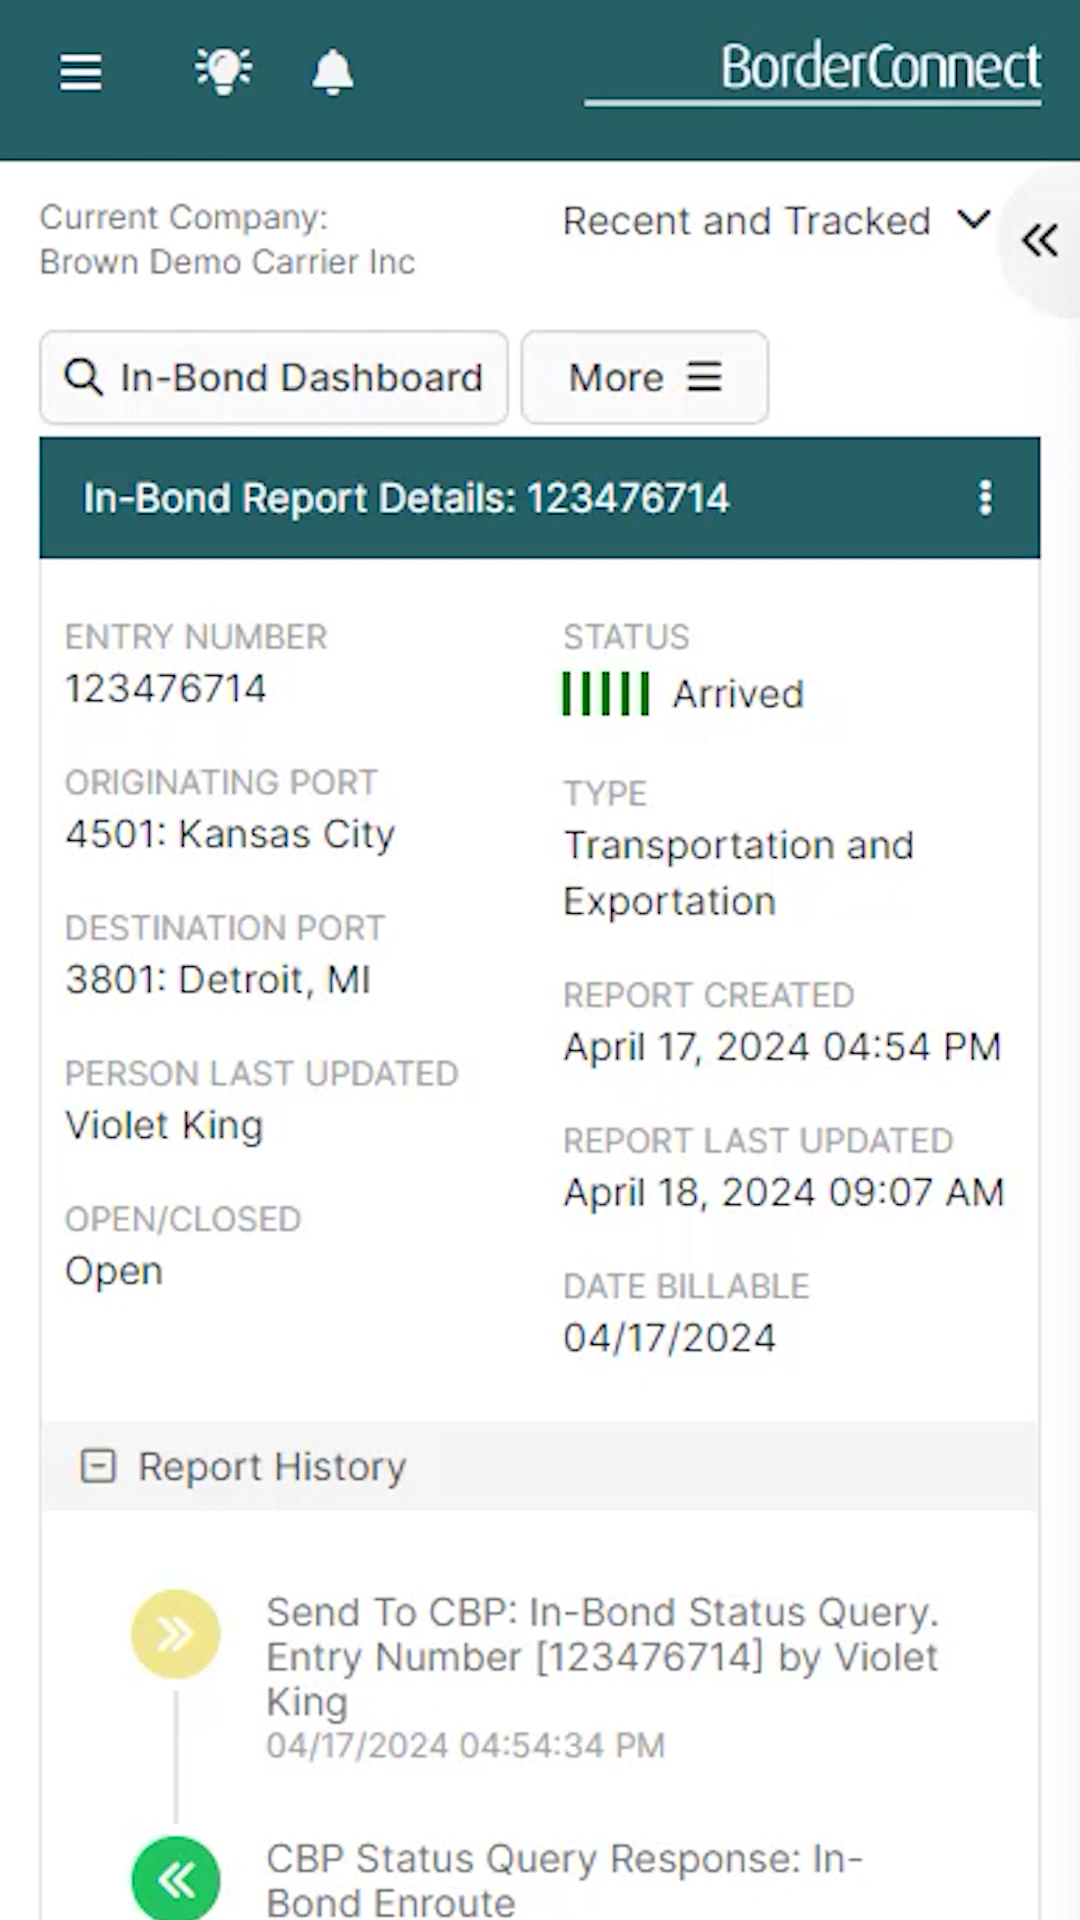 BorderConnect
Current Company:
Brown Demo Carrier Inc
Recent and Tracked
In-Bond Dashboard
More
In-Bond Report Details: 123476714
ENTRY NUMBER
123476714
STATUS
Arrived
ORIGINATING PORT
4501: Kansas City
TYPE
Transportation and
Exportation
DESTINATION PORT
3801: Detroit, MI
REPORT CREATED
April 17, 2024 04:54 PM
PERSON LAST UPDATED
Violet King
REPORT LAST UPDATED
April 18, 2024 09:07 AM
OPEN/CLOSED
Open
DATE BILLABLE
04/17/2024
Report History
Send To CBP: In-Bond Status Query.
Entry Number [123476714] by Violet
King
04/17/2024 04:54:34 PM
CBP Status Query Response: In-
Bond Enroute